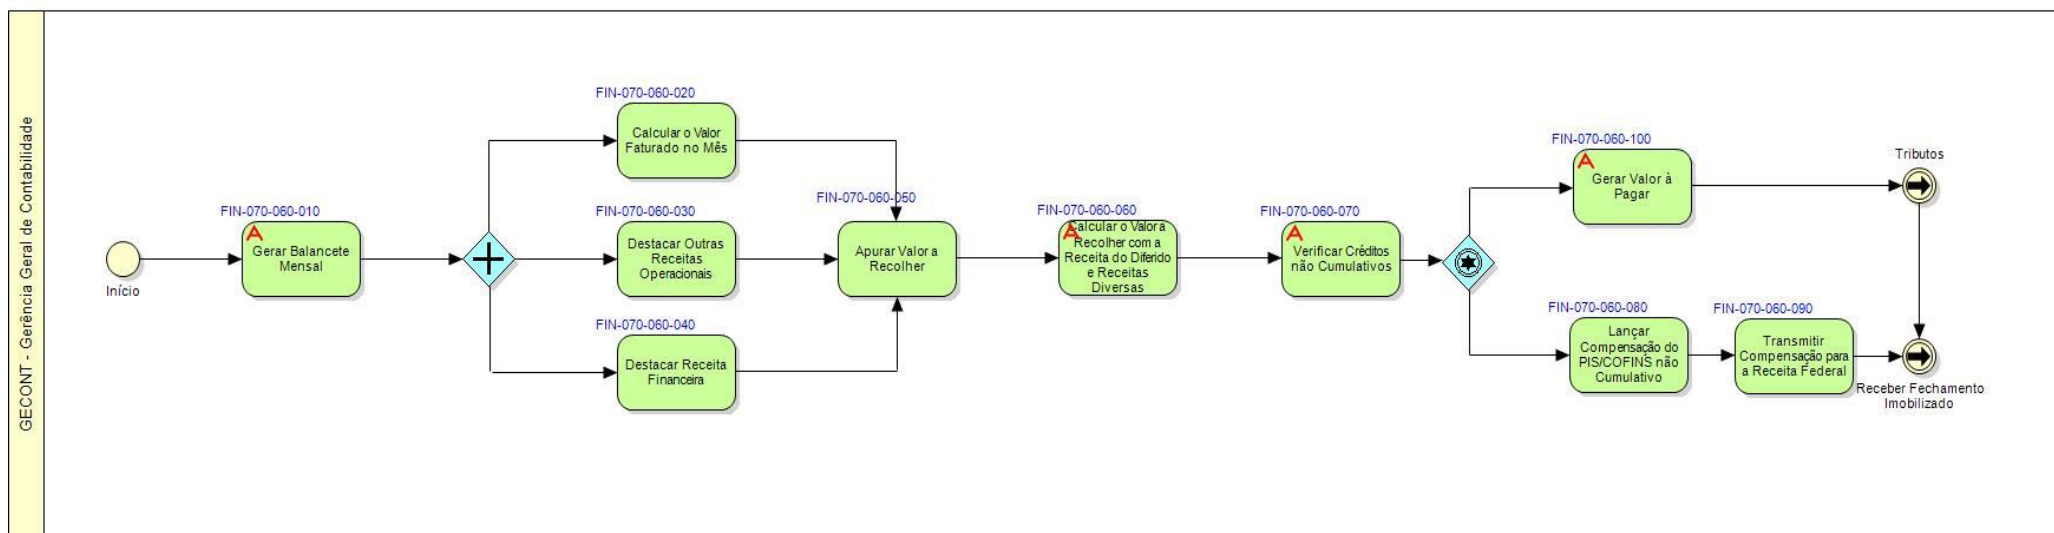 GECONT - Gerência Geral de Contabilidade
Início
FIN-070-060-010
A
Gerar Balancete
Mensal
FIN-070-060-020
Calcular o Valor
Faturado no Mês
FIN-070-060-030
Destacar Outras
Receitas
Operacionais
FIN-070-060-040
Destacar Receita
Financeira
FIN-070-060-050
Apurar Valor a
Recolher
FIN-070-060-060
A
Calcular o Valor a
Recolher com a
Receita do Diferido
e Receitas
Diversas
FIN-070-060-070
A
Verificar Créditos
não Cumulativos
FIN-070-060-100
A
Gerar Valor à
Pagar
Tributos
FIN-070-060-080
Lançar
Compensação do
PIS/COFINS não
Cumulativo
FIN-070-060-090
Transmitir
Compensação para
a Receita Federal
Receber Fechamento
Imobilizado